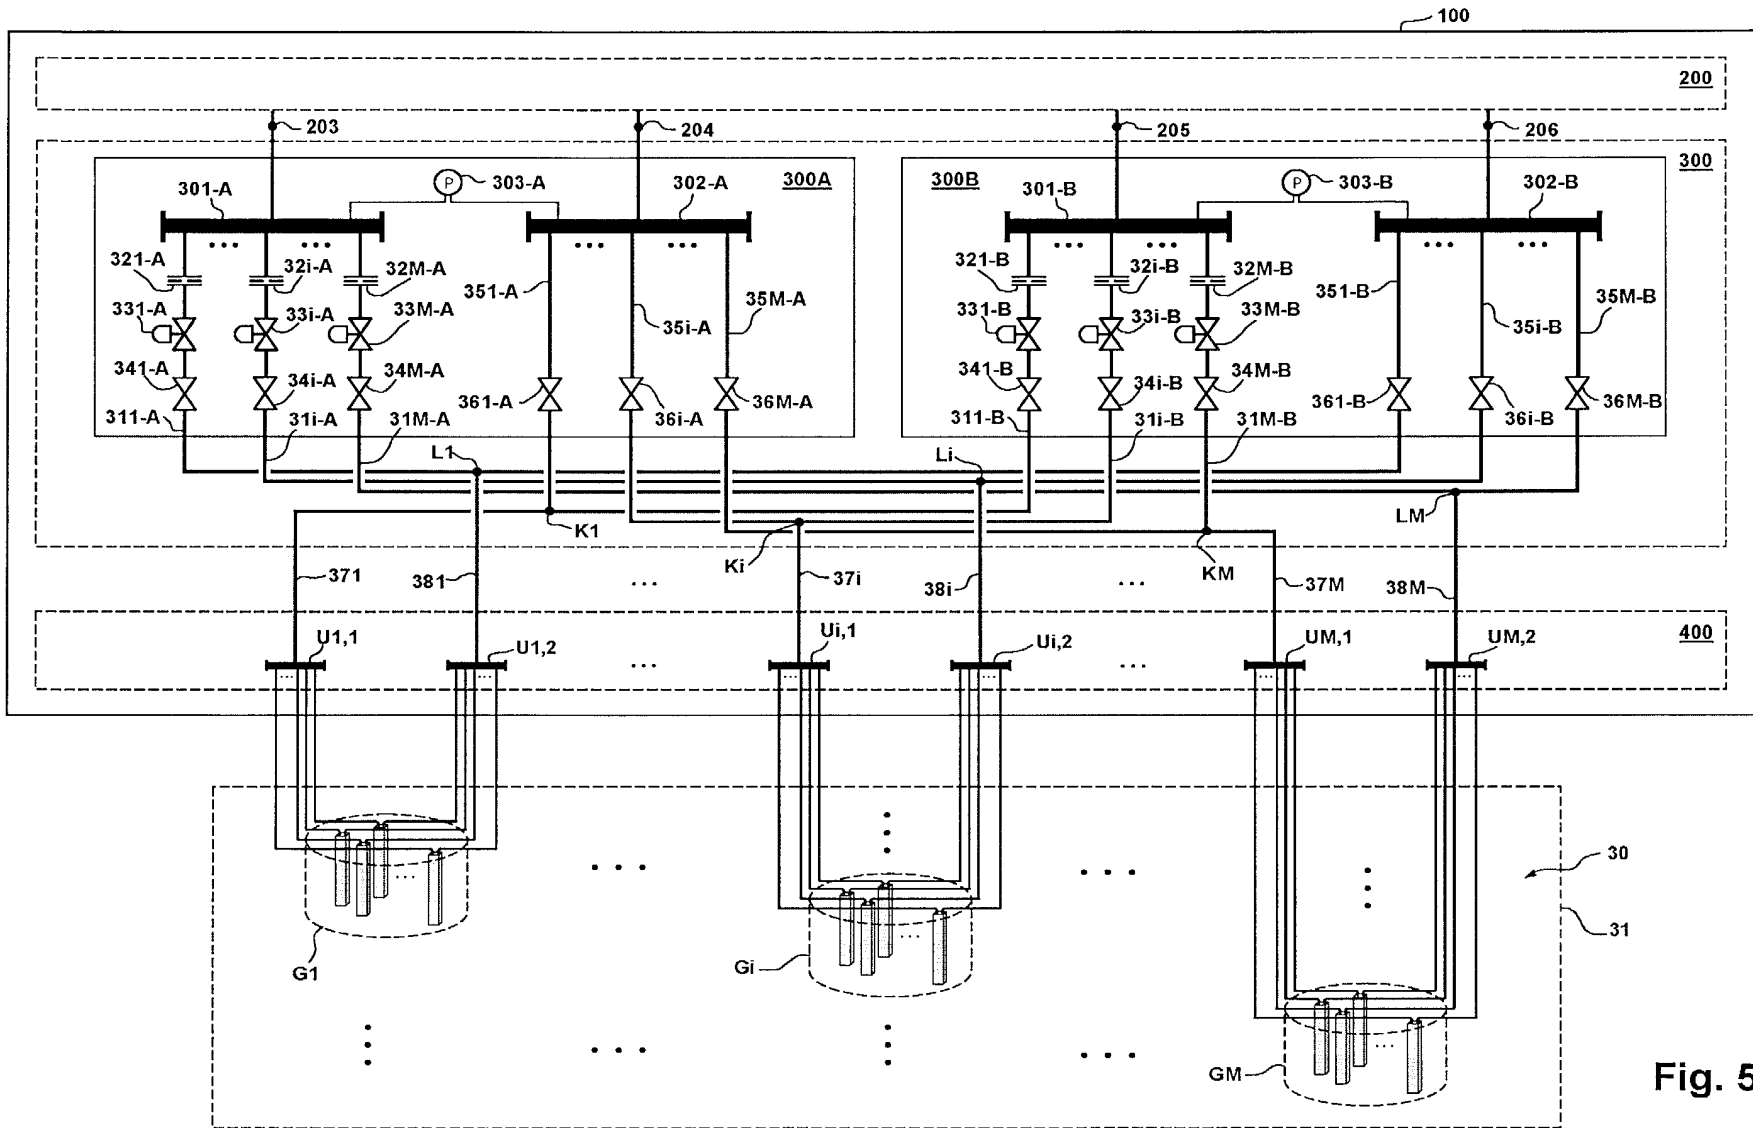 100
200
203
204
205
206
300A
300B
300
301-A
303-A
302-A
301-B
303-B
302-B
P
P
321-A
32i-A
32M-A
351-A
35M-A
321-B
32i-B
32M-B
351-B
35M-B
331-A
33i-A
33M-A
35i-A
331-B
33i-B
33M-B
35i-B
341-A
34i-A
34M-A
361-A
36i-A
36M-A
341-B
34i-B
34M-B
361-B
36i-B
36M-B
311-A
31i-A
31M-A
311-B
31i-B
31M-B
L1
Li
LM
K1
Ki
KM
371
381
...
37i
38i
...
37M
38M
400
U1,1
U1,2
...
Ui,1
Ui,2
...
UM,1
UM,2
30
31
G1
Gi
GM
Fig. 5